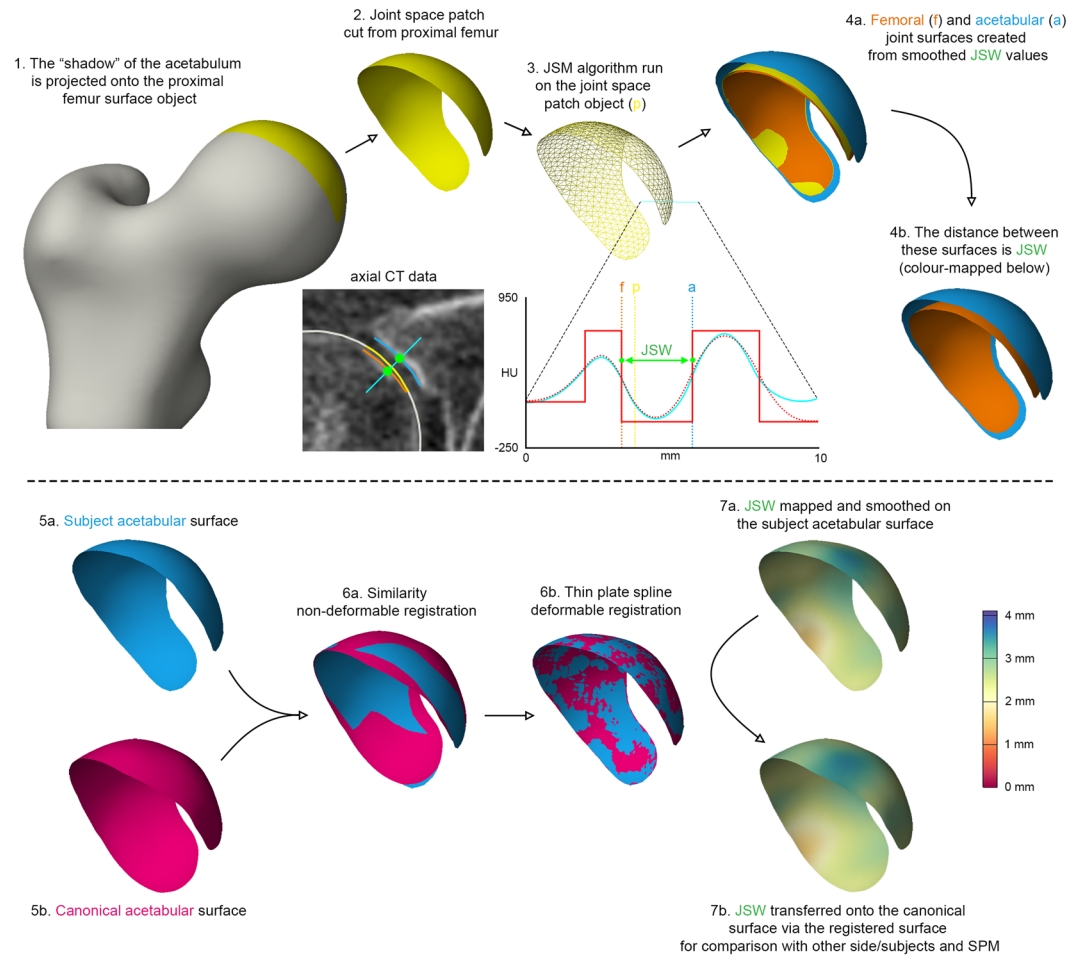 1. The “shadow” of the acetabulum
is projected onto the proximal
femur surface object
2. Joint space patch
cut from proximal femur
3. JSM algorithm run
on the joint space
patch object (p)
4a. Femoral (f) and acetabular (a)
joint surfaces created
from smoothed JSW values
4b. The distance between
these surfaces is JSW
(colour-mapped below)
axial CT data
950
HU
-250
0
mm
10
f
p
a
JSW
5a. Subject acetabular surface
5b. Canonical acetabular surface
6a. Similarity
non-deformable registration
6b. Thin plate spline
deformable registration
7a. JSW mapped and smoothed on
the subject acetabular surface
4 mm
3 mm
2 mm
1 mm
0 mm
7b. JSW transferred onto the canonical
surface via the registered surface
for comparison with other side/subjects and SPM